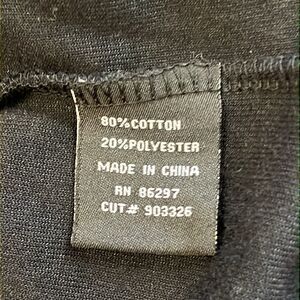 80%COTTON
20%POLYESTER
MADE IN CHINA
RN 86297
CUT# 903326